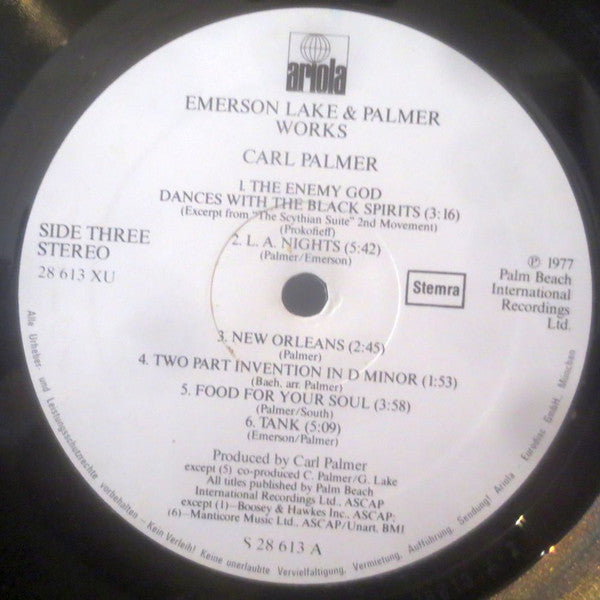 ariola
EMERSON LAKE & PALMER
WORKS
CARL PALMER
1. THE ENEMY GOD
DANCES WITH THE BLACK SPIRITS (3:16)
(Excerpt from "The Scythian Suite" 2nd Movement)
(Prokofieff)
2. L. A. NIGHTS (5:42)
(Palmer/Emerson)
SIDE THREE
STEREO
28 613 XU
Stemra
℗ 1977
Palm Beach
International
Recordings
Ltd.
3. NEW ORLEANS (2:45)
(Palmer)
4. TWO PART INVENTION IN D MINOR (1:53)
(Bach, arr. Palmer)
5. FOOD FOR YOUR SOUL (3:58)
(Palmer/South)
6. TANK (5:09)
(Emerson/Palmer)
Produced by Carl Palmer
except (5) co-produced C. Palmer/G. Lake
All titles published by Palm Beach
International Recordings Ltd., ASCAP
except (1)—Boosey & Hawkes Inc., ASCAP;
(6)—Manticore Music Ltd., ASCAP/Unart, BMI
S 28 613 A
Alle Urheber- und Leistungsschutzrechte vorbehalten - Kein Verleih! Keine unerlaubte Vervielfältigung, Vermietung, Aufführung, Sendung! Ariola - Eurodisc GmbH, München